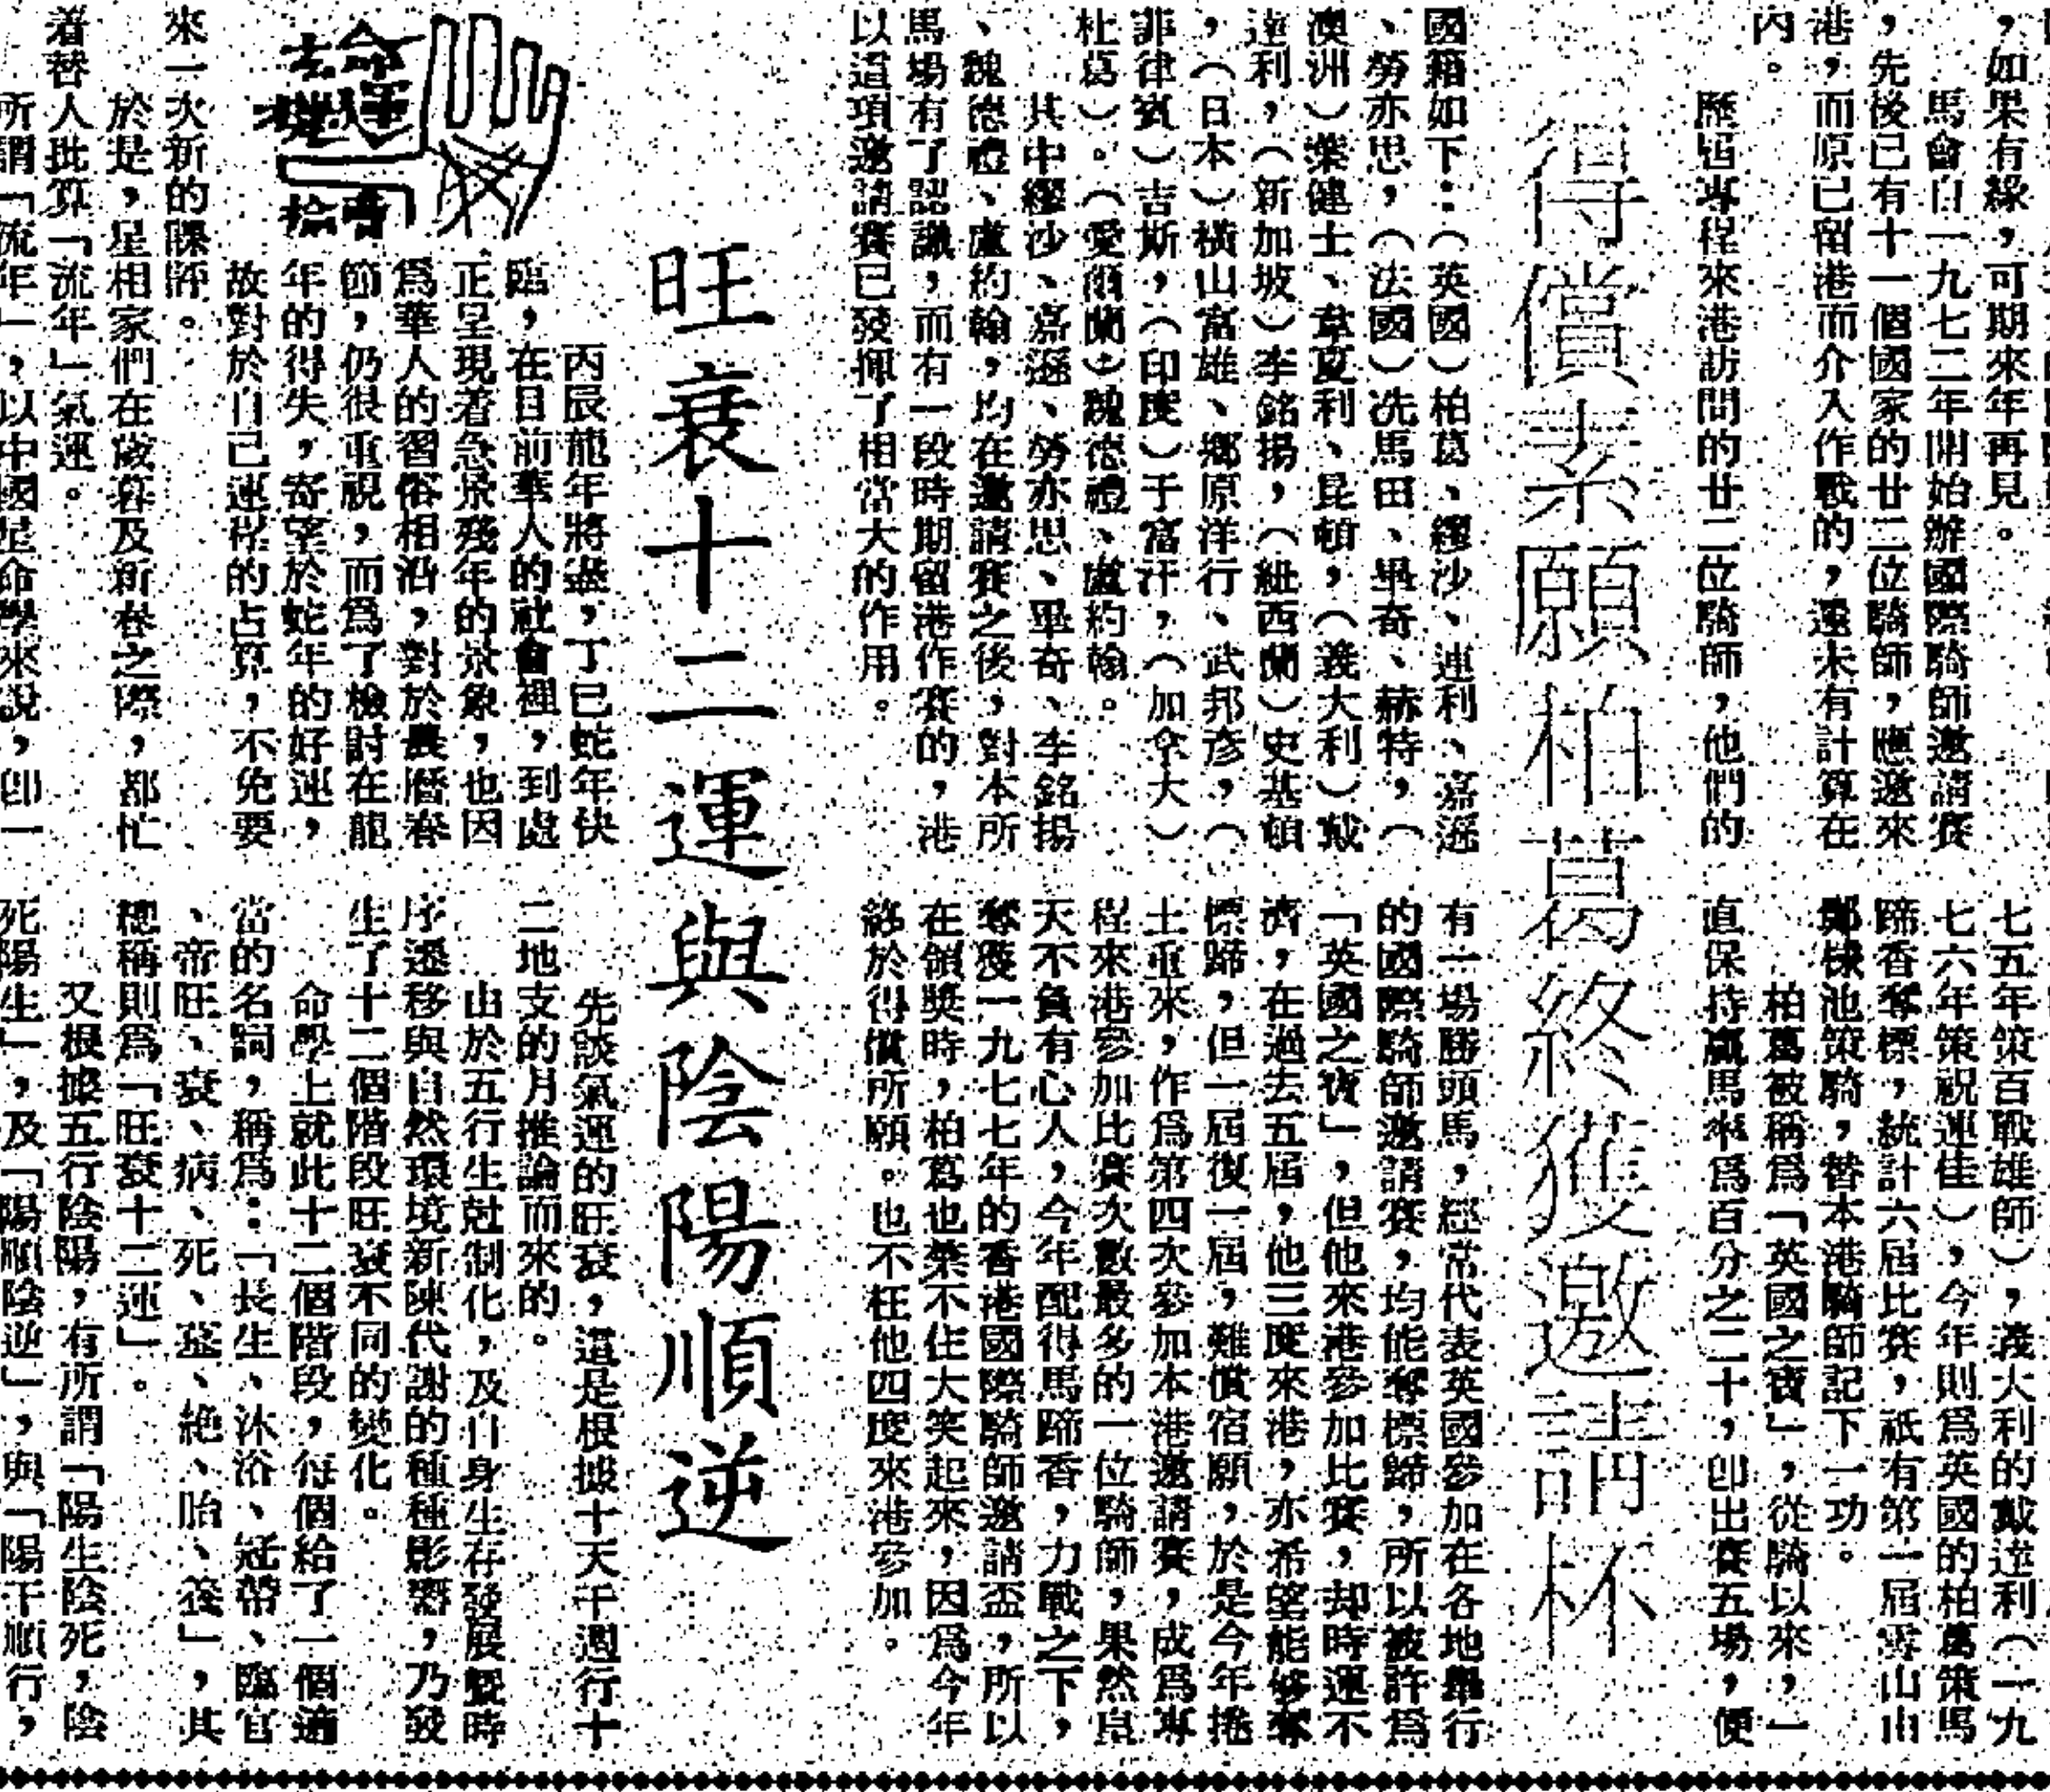 ，如果有緣，可期來年再見。
馬會自一九七二年開始辦國際騎師邀請賽
，先後已有十一個國家的廿二位騎師，應邀來
港，而原已留港而介入作戰的，還未有計算在
內。
歷屆專程來港訪問的廿二位騎師，他們的
得償素願柏葛終獲邀請杯
國籍如下：（英國）柏葛、繆沙、連利、嘉遜
、勞亦思，（法國）冼馬田、畢奇、赫特，（
澳洲）葉健士、韋夏利、昆頓，（義大利）戴
達利，（新加坡）李銘揚，（紐西蘭）史基頓
，（日本）橫山富雄、鄉原洋行、武邦彥，（
菲律賓）吉斯，（印度）于富汗，（加拿大）
杜葛）。（愛爾蘭）魏德禮、盧約翰。
其中繆沙、嘉遜、勞亦思、畢奇、李銘揚
、魏德禮、盧約翰，均在邀請賽之後，對本所
馬場有了認識，而有一段時期留港作賽的，港
以這項邀請賽已發揮了相當大的作用。
七五年策百戰雄師），義大利的戴達利（一九
七六年策祝連佳），今年則爲英國的柏葛策馬
蹄香奪標，統計六屆比賽，祇有第一屆雪山由
鄭棣池策騎，替本港騎師記下一功。
柏葛被稱爲「英國之寶」，從騎以來，一
直保持贏馬率爲百分之二十，卽出賽五場，便
有一場勝頭馬，經常代表英國參加在各地舉行
的國際騎師邀請賽，均能奪標歸，所以被許爲
「英國之寶」，但他來港參加比賽，却時運不
濟，在過去五屆，他三度來港，亦希望能够奪
標歸，但一屆復一屆，難償宿願，於是今年捲
土重來，作爲第四次參加本港邀請賽，成爲專
程來港參加比賽次數最多的一位騎師，果然皇
天不負有心人，今年配得馬蹄香，力戰之下，
奪獲一九七七年的香港國際騎師邀請盃，所以
在領獎時，柏葛也禁不住大笑起來，因爲今年
終於得償所願。也不枉他四度來港參加。
旺衰十二運與陰陽順逆
命運
丙辰龍年將盡，丁巳蛇年快
臨，在目前華人的社會裡，到處
正呈現着急景殘年的景象，也因
爲華人的習俗相沿，對於農曆春
節，仍很重視，而爲了檢討在龍
年的得失，寄望於蛇年的好運，
故對於自己運程的占算，不免要
來一次新的課評。
於是，星相家們在歲暮及新春之際，都忙
着替人批算「流年」氣運。
所謂「流年」，以中國星命學來說，卽一
先談氣運的旺衰，這是根據十天干週行十
二地支的月推論而來的。
由於五行生尅制化，及自身生存發展暨時
序遷移與自然環境新陳代謝的種種影響，乃發
生了十二個階段旺衰不同的變化。
命學上就此十二個階段，每個給了一個適
當的名詞，稱爲：「長生、沐浴、冠帶、臨官
、帝旺、衰、病、死、墓、絶、胎、養」，其
總稱則爲「旺衰十二運」。
又根據五行陰陽，有所謂「陽生陰死，陰
死陽生」，及「陽順陰逆」，與「陽干順行，